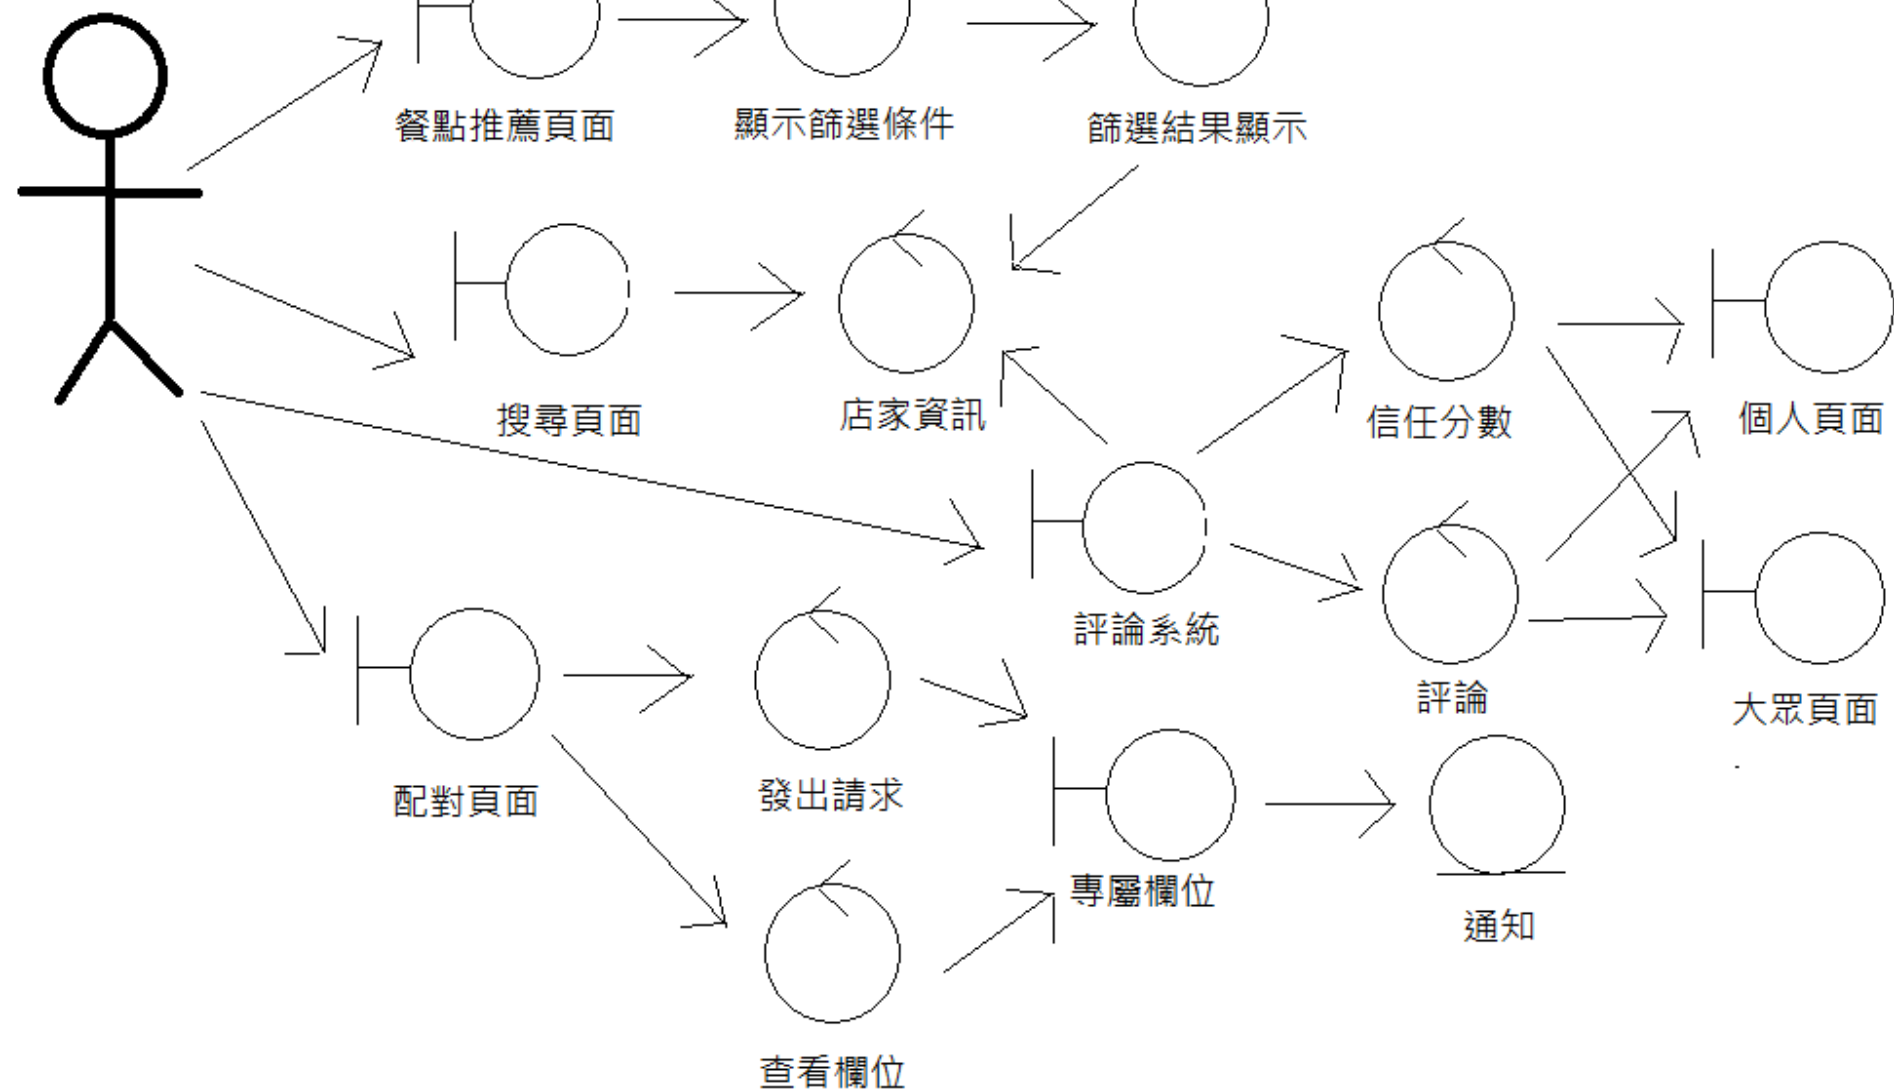 餐點推薦頁面
顯示篩選條件
篩選結果顯示
搜尋頁面
店家資訊
信任分數
個人頁面
評論系統
評論
大眾頁面
配對頁面
發出請求
專屬欄位
通知
查看欄位